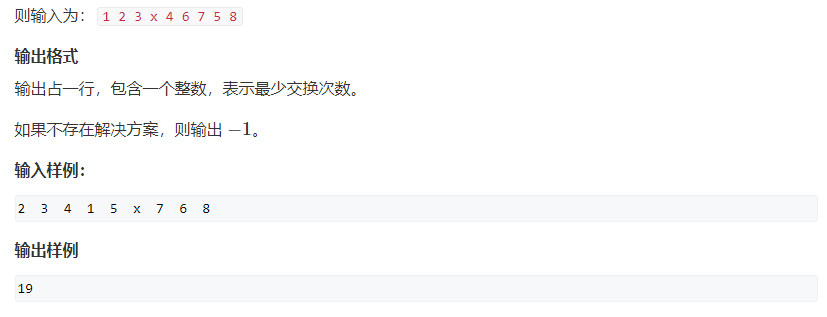 则输入为： 1 2 3 x 4 6 7 5 8
输出格式
输出占一行，包含一个整数，表示最少交换次数。
如果不存在解决方案，则输出 −1。
输入样例：
2 3 4 1 5 x 7 6 8
输出样例
19